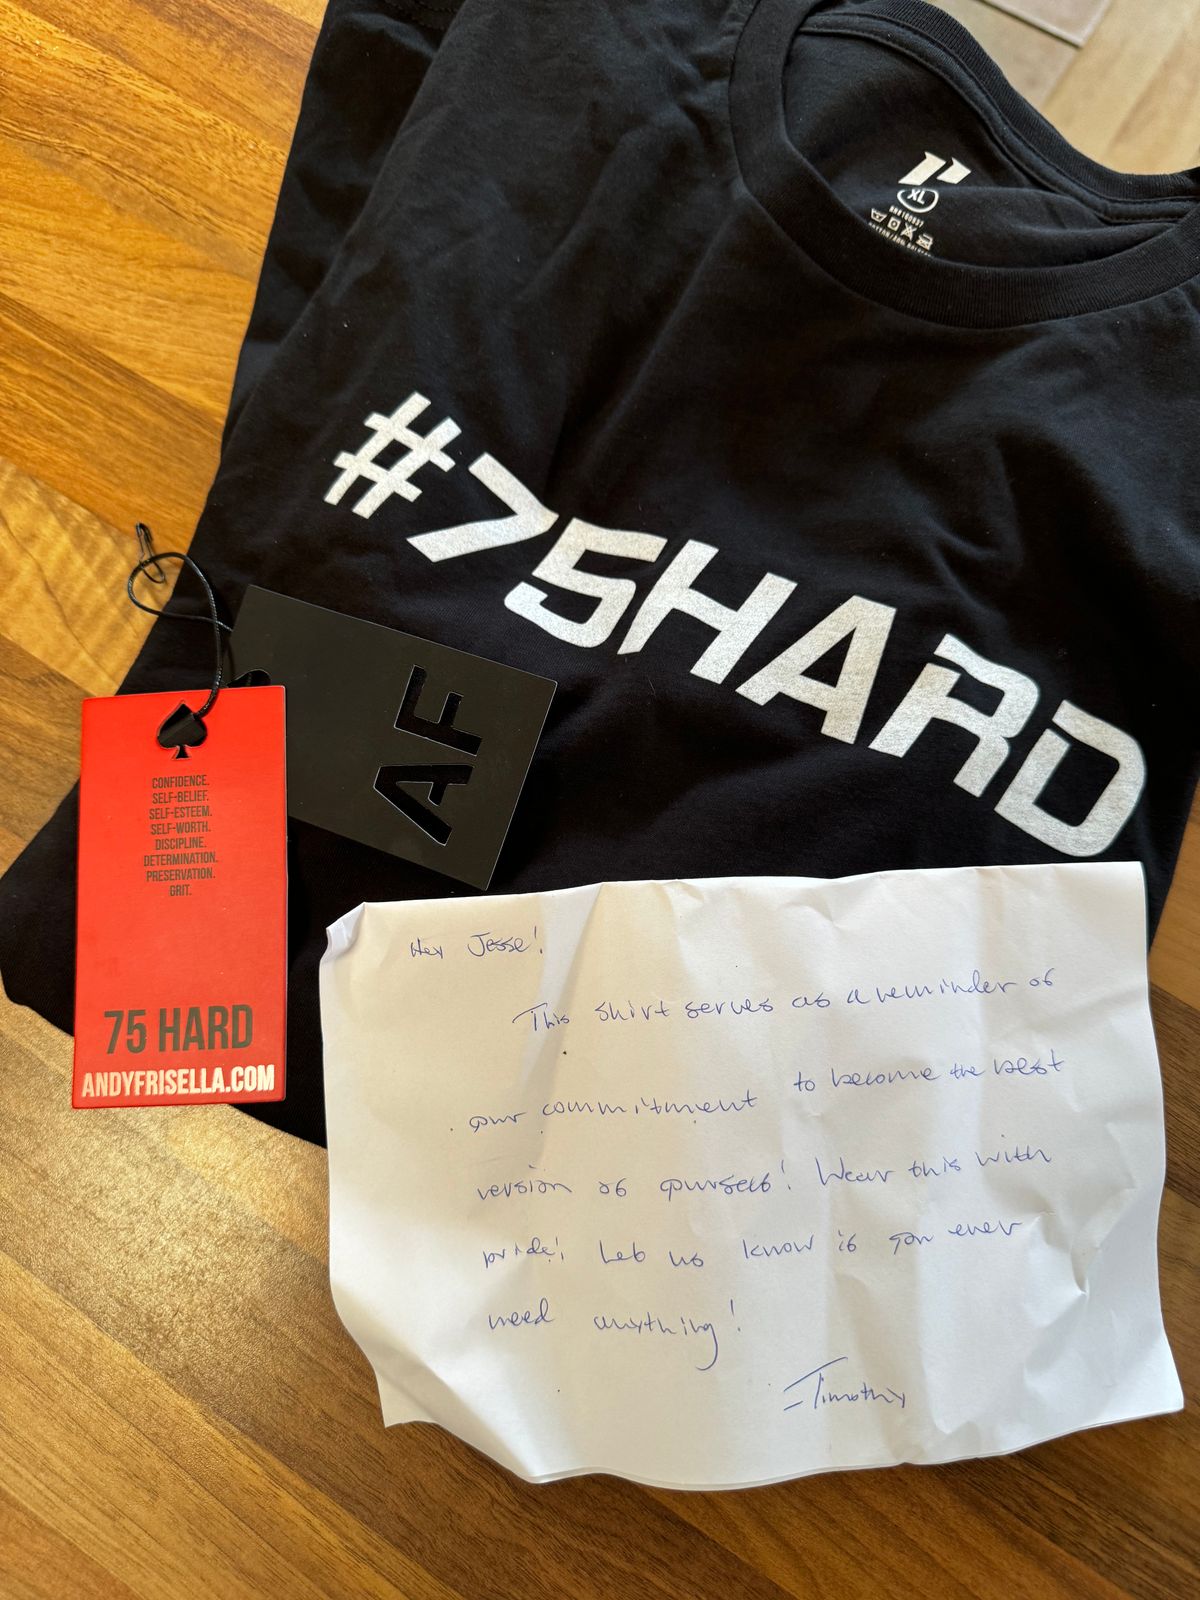 XL
#75HARD
AF
CONFIDENCE.
SELF-BELIEF.
SELF-ESTEEM.
SELF-WORTH.
DISCIPLINE.
DETERMINATION.
PRESERVATION.
GRIT.
75 HARD
ANDYFRISELLA.COM
Hey Jesse!
This shirt serves as a reminder of
your commitment to become the best
version of yourself! Wear this with
pride! Let us know if you ever
need anything!
-Timothy